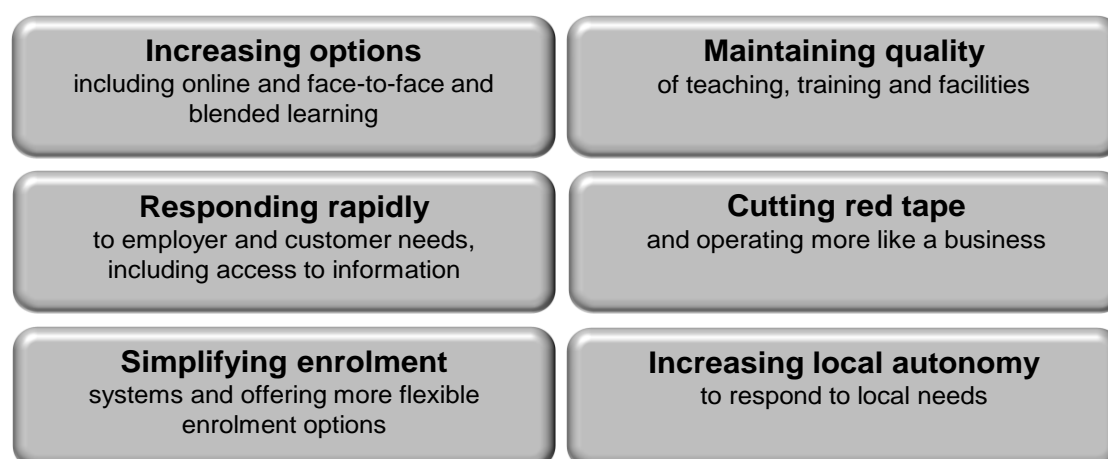 Increasing options
including online and face-to-face and
blended learning
Maintaining quality
of teaching, training and facilities
Responding rapidly
to employer and customer needs,
including access to information
Cutting red tape
and operating more like a business
Simplifying enrolment
systems and offering more flexible
enrolment options
Increasing local autonomy
to respond to local needs